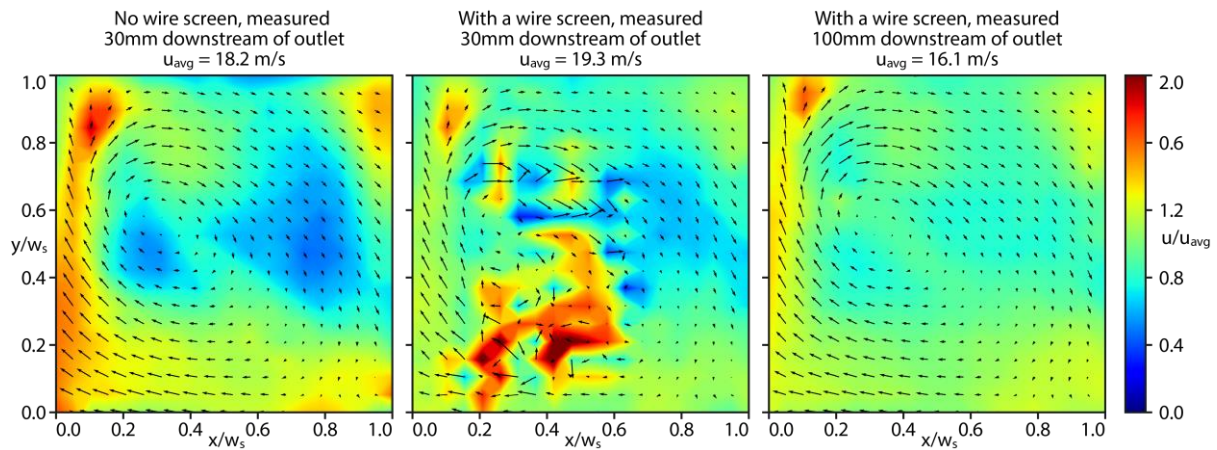 No wire screen, measured
30mm downstream of outlet
u_avg = 18.2 m/s
With a wire screen, measured
30mm downstream of outlet
u_avg = 19.3 m/s
With a wire screen, measured
100mm downstream of outlet
u_avg = 16.1 m/s
1.0
0.8
0.6
y/w_s
0.4
0.2
0.0
0.0 0.2 0.4 0.6 0.8 1.0
x/w_s
0.0 0.2 0.4 0.6 0.8 1.0
x/w_s
0.0 0.2 0.4 0.6 0.8 1.0
x/w_s
2.0
0.6
1.2
u/u_avg
0.8
0.4
0.0